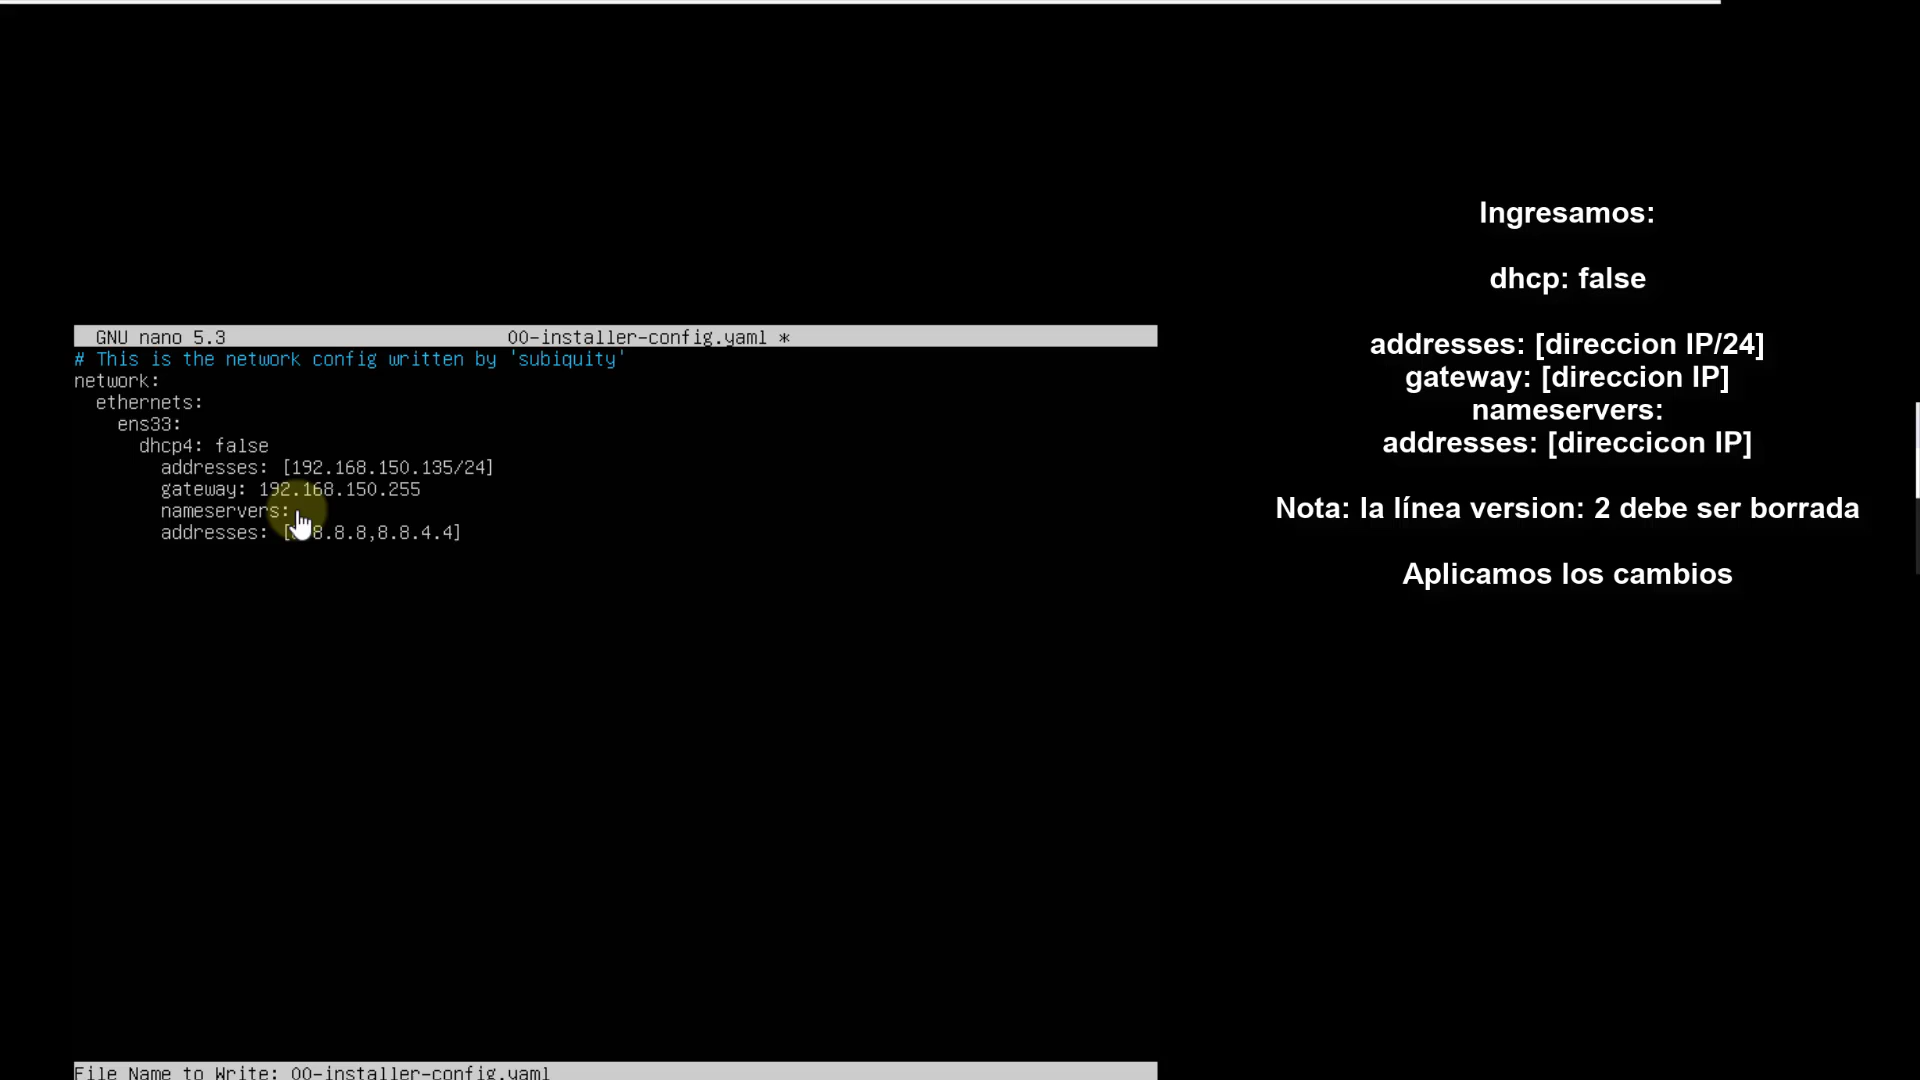 GNU nano 5.3 00-installer-config.yaml *
# This is the network config written by 'subiquity'
network:
ethernets:
ens33:
dhcp4: false
addresses: [192.168.150.135/24]
gateway: 192.168.150.255
nameservers:
addresses: [8.8.8,8.8.4.4]
File Name to Write: 00-installer-config.yaml
Ingresamos:
dhcp: false
addresses: [direccion IP/24]
gateway: [direccion IP]
nameservers:
addresses: [direccicon IP]
Nota: la línea version: 2 debe ser borrada
Aplicamos los cambios